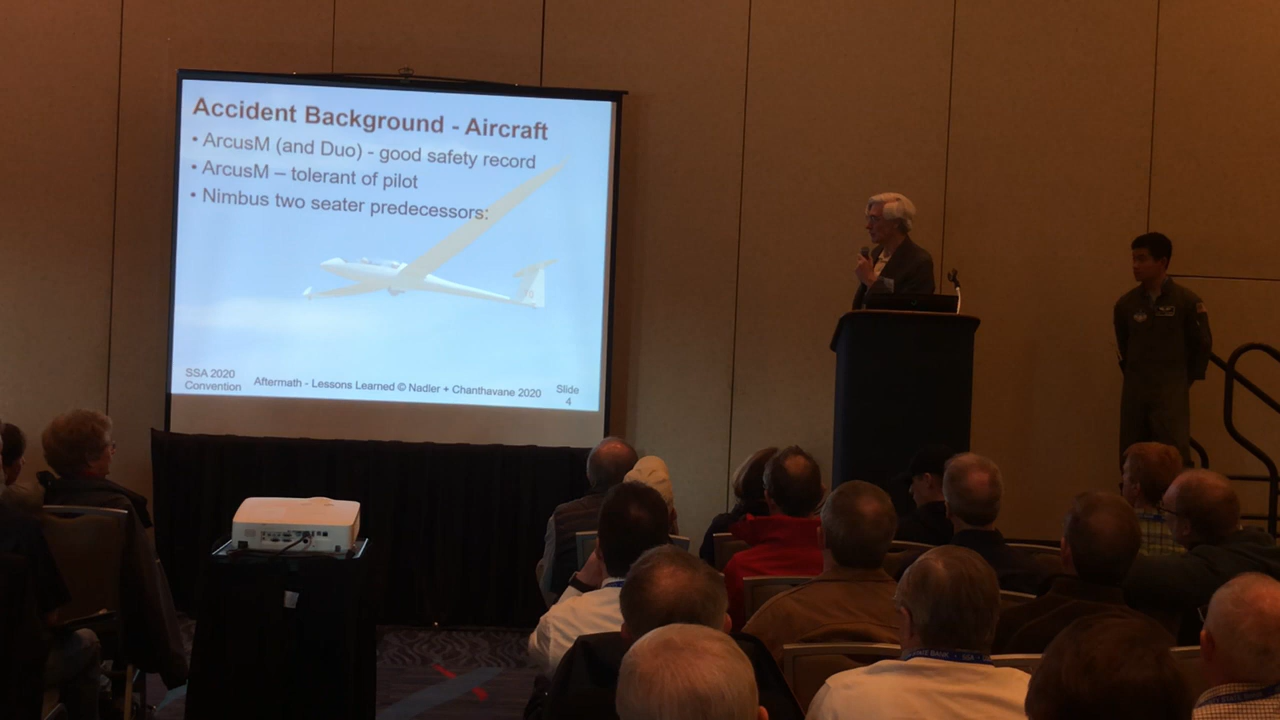 Accident Background - Aircraft
• ArcusM (and Duo) - good safety record
• ArcusM – tolerant of pilot
• Nimbus two seater predecessors:
SSA 2020
Convention
Aftermath - Lessons Learned © Nadler + Chanthavane 2020
Slide
4